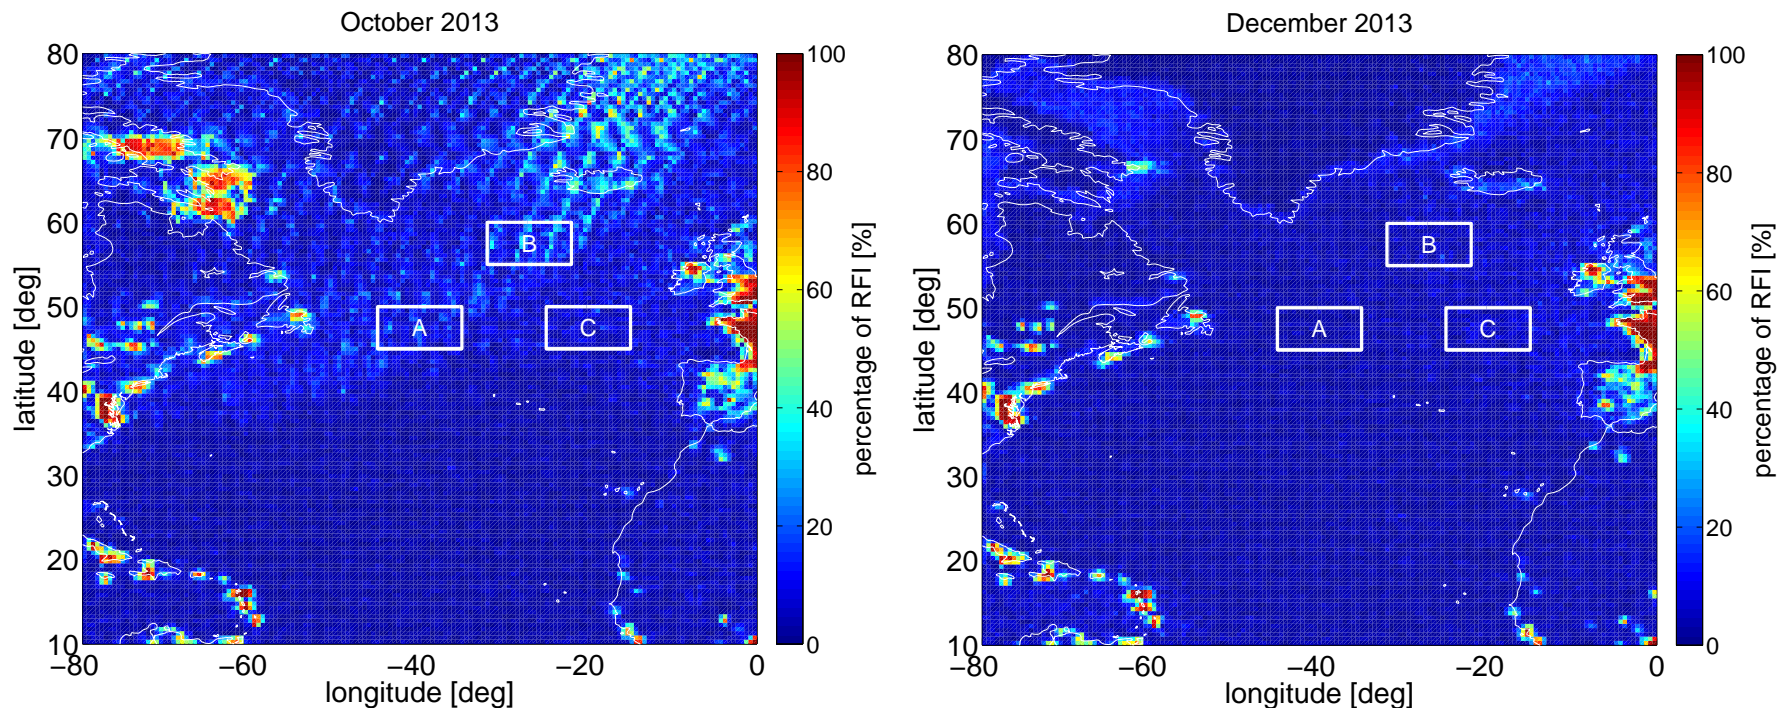 October 2013
80
70
60
50
40
30
20
10
latitude [deg]
−80
−60
−40
−20
0
longitude [deg]
A
B
C
100
80
60
40
20
0
percentage of RFI [%]
December 2013
80
70
60
50
40
30
20
10
latitude [deg]
−80
−60
−40
−20
0
longitude [deg]
A
B
C
100
80
60
40
20
0
percentage of RFI [%]